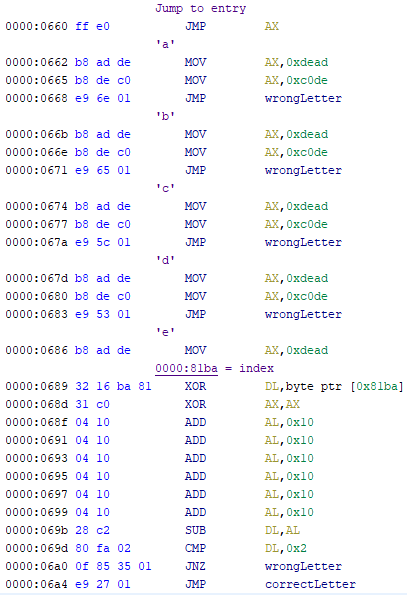 Jump to entry
0000:0660 ff e0 JMP AX
'a'
0000:0662 b8 ad de MOV AX,0xdead
0000:0665 b8 de c0 MOV AX,0xc0de
0000:0668 e9 6e 01 JMP wrongLetter
'b'
0000:066b b8 ad de MOV AX,0xdead
0000:066e b8 de c0 MOV AX,0xc0de
0000:0671 e9 65 01 JMP wrongLetter
'c'
0000:0674 b8 ad de MOV AX,0xdead
0000:0677 b8 de c0 MOV AX,0xc0de
0000:067a e9 5c 01 JMP wrongLetter
'd'
0000:067d b8 ad de MOV AX,0xdead
0000:0680 b8 de c0 MOV AX,0xc0de
0000:0683 e9 53 01 JMP wrongLetter
'e'
0000:0686 b8 ad de MOV AX,0xdead
0000:81ba = index
0000:0689 32 16 ba 81 XOR DL,byte ptr [0x81ba]
0000:068d 31 c0 XOR AX,AX
0000:068f 04 10 ADD AL,0x10
0000:0691 04 10 ADD AL,0x10
0000:0693 04 10 ADD AL,0x10
0000:0695 04 10 ADD AL,0x10
0000:0697 04 10 ADD AL,0x10
0000:0699 04 10 ADD AL,0x10
0000:069b 28 c2 SUB DL,AL
0000:069d 80 fa 02 CMP DL,0x2
0000:06a0 0f 85 35 01 JNZ wrongLetter
0000:06a4 e9 27 01 JMP correctLetter